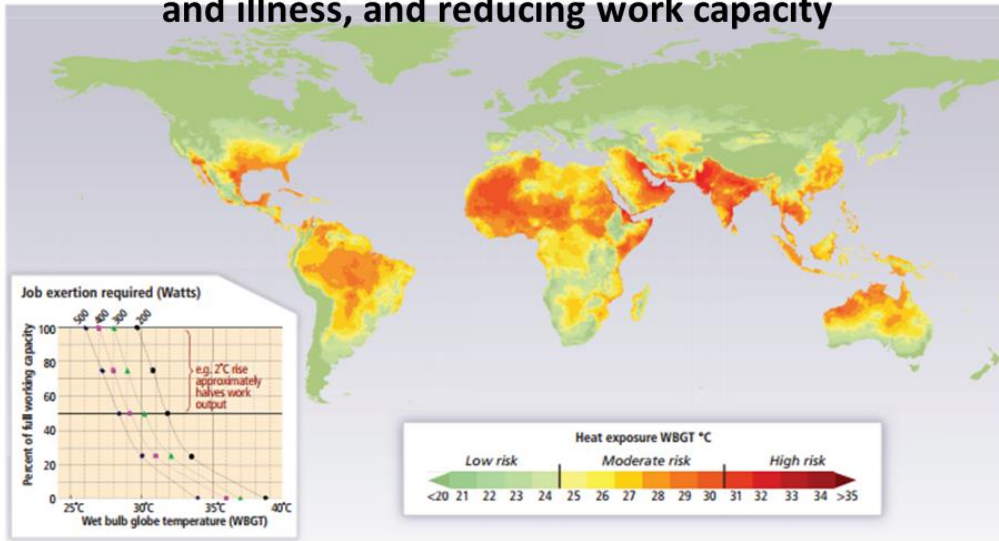 and illness, and reducing work capacity
Job exertion required (Watts)
500 400 300 200
Percent of full working capacity
100
80
60
40
20
0
e.g. 2°C rise
approximately
halves work
output
25°C 30°C 35°C 40°C
Wet bulb globe temperature (WBGT)
Heat exposure WBGT °C
Low risk Moderate risk High risk
<20 21 22 23 24 25 26 27 28 29 30 31 32 33 34 >35